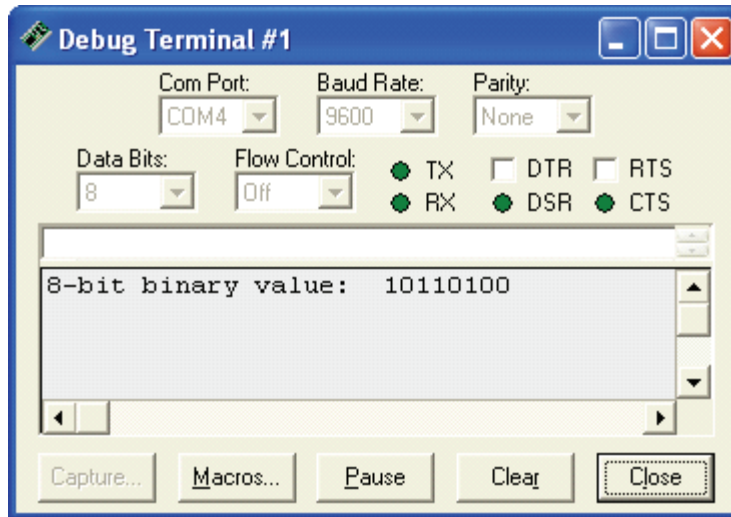 Debug Terminal #1
Com Port: Baud Rate: Parity:
COM4 9600 None
Data Bits: Flow Control: TX DTR RTS
8 Off RX DSR CTS
8-bit binary value:  10110100
Capture... Macros... Pause Clear Close